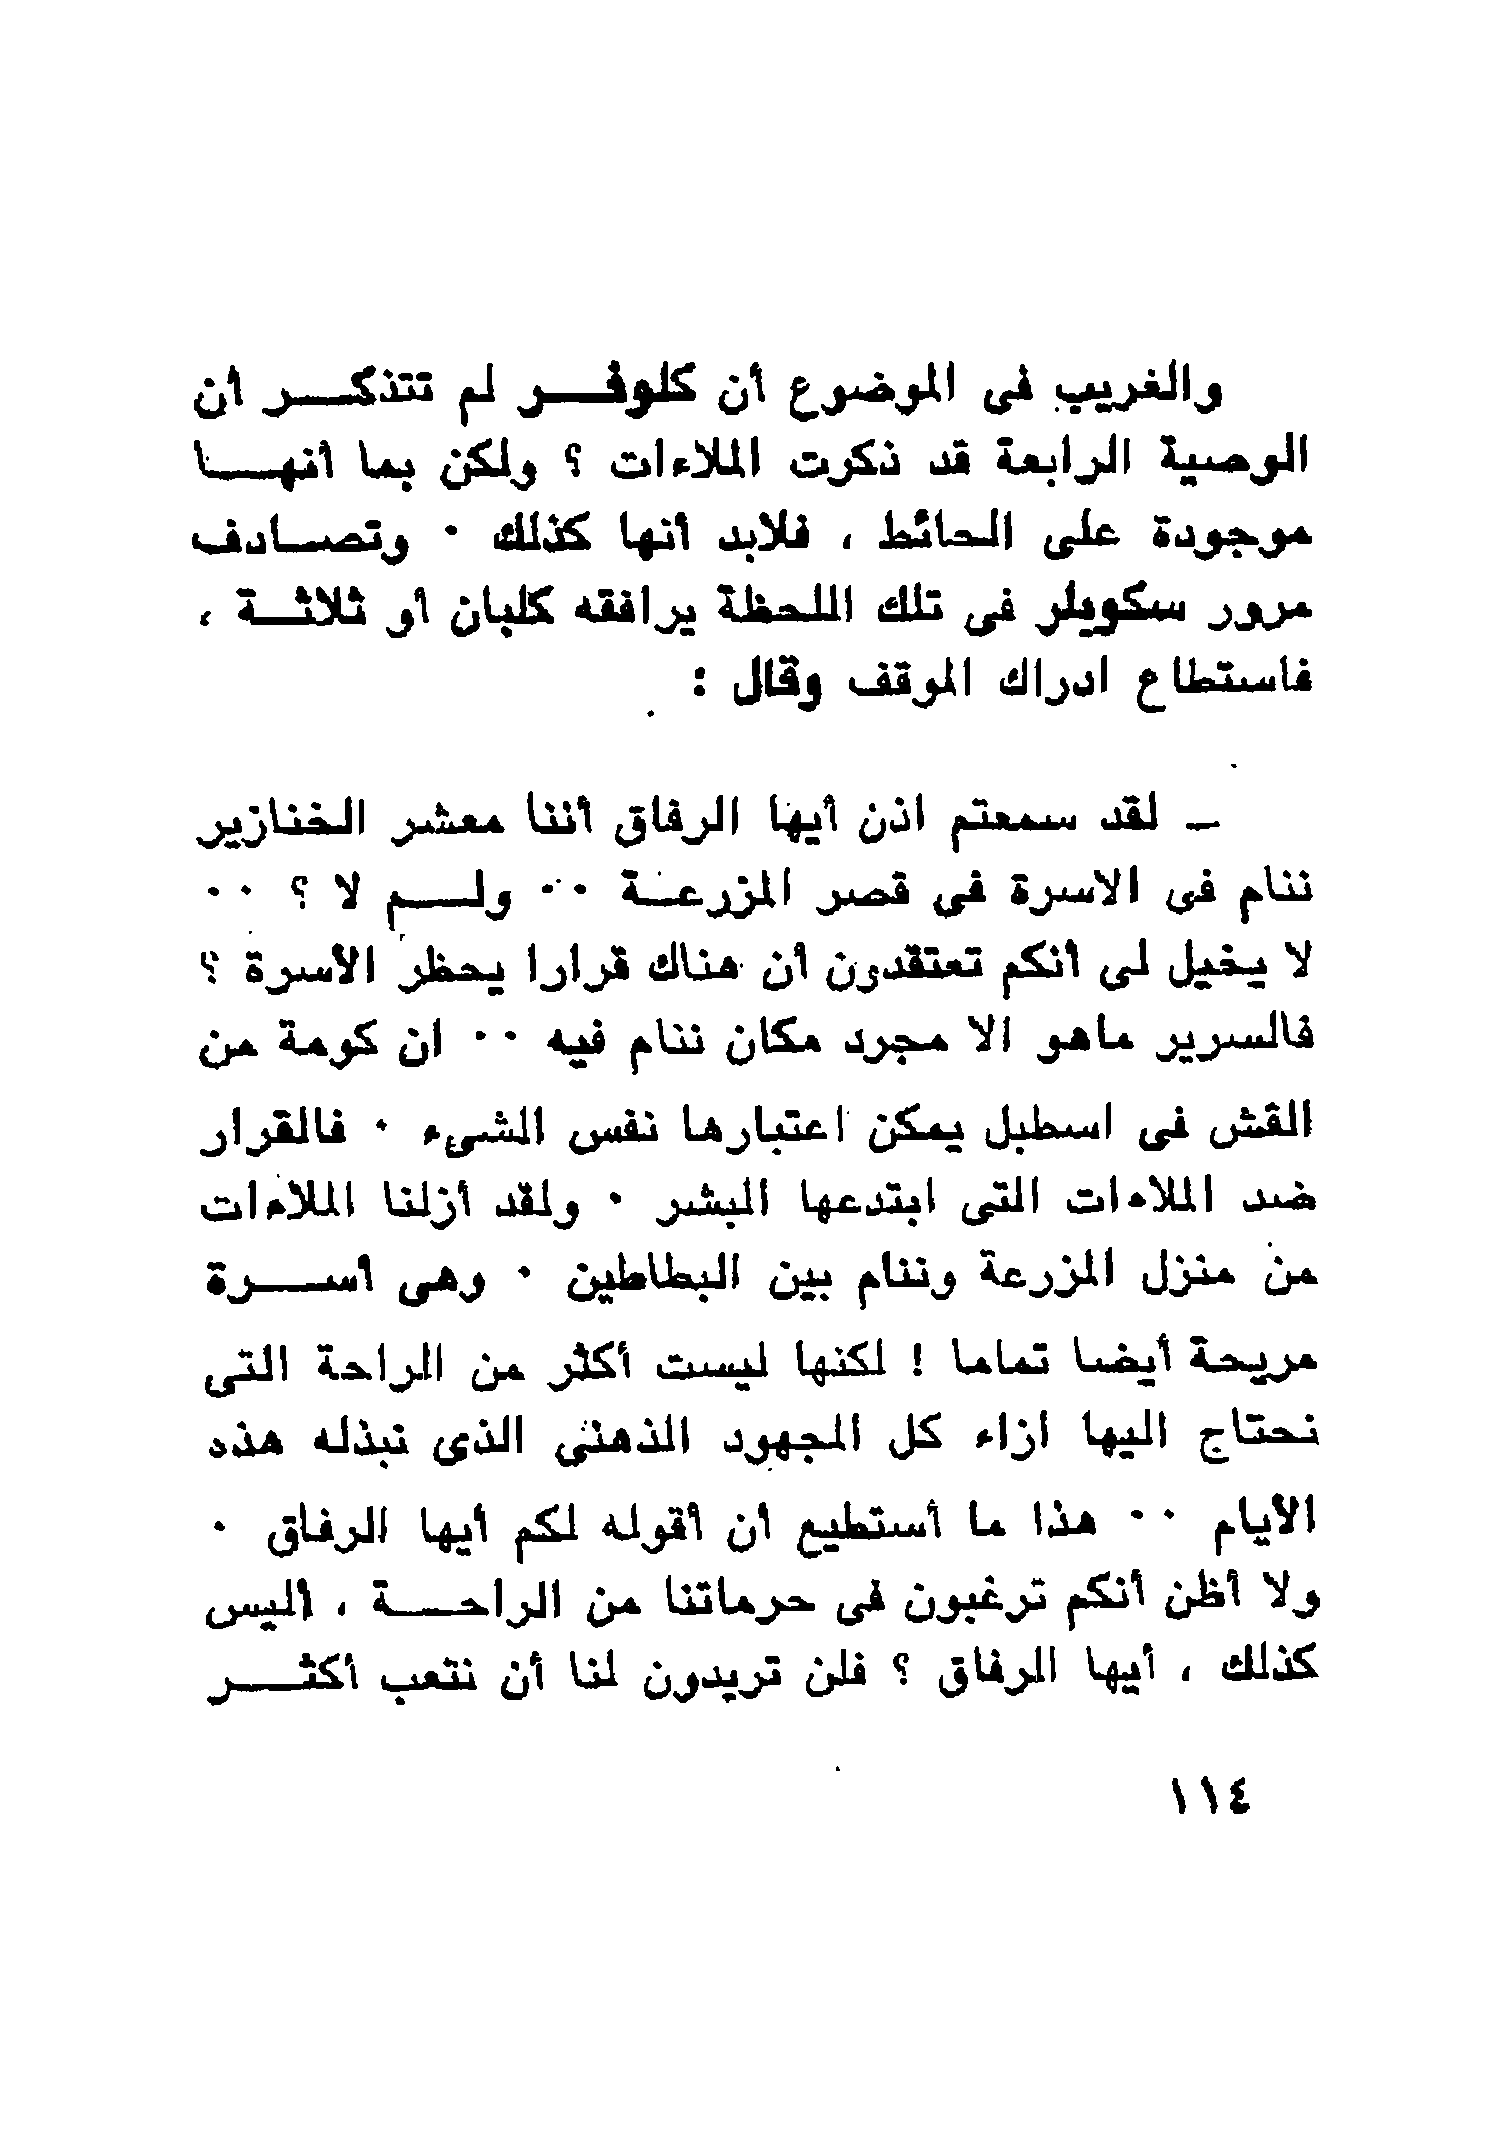 والغريب فى الموضوع أن كلوفر لم تتذكر أن
الوصية الرابعة قد ذكرت الملاءات ؟ ولكن بما أنها
موجودة على الحائط ، فلابد أنها كذلك . وتصادف
مرور سكويلر فى تلك اللحظة يرافقه كلبان أو ثلاثة ،
فاستطاع ادراك الموقف وقال :
ـ لقد سمعتم اذن أيها الرفاق أننا معشر الخنازير
ننام فى الاسرة فى قصر المزرعة .. ولم لا ؟ ..
لا يخيل لى أنكم تعتقدون أن هناك قرارا يحظر الأسرة ؟
فالسرير ماهو الا مجرد مكان ننام فيه .. ان كومة من
القش فى اسطبل يمكن اعتبارها نفس الشىء . فالقرار
ضد الملاءات التى ابتدعها البشر . ولقد أزلنا الملاءات
من منزل المزرعة وننام بين البطاطين . وهى أسرة
مريحة أيضا تماما ! لكنها ليست أكثر من الراحة التى
نحتاج اليها ازاء كل المجهود الذهنى الذى نبذله هذه
الأيام .. هذا ما أستطيع أن أقوله لكم أيها الرفاق .
ولا أظن أنكم ترغبون فى حرماتنا من الراحة ، أليس
كذلك ، أيها الرفاق ؟ فلن تريدون لنا أن نتعب أكثر
١١٤